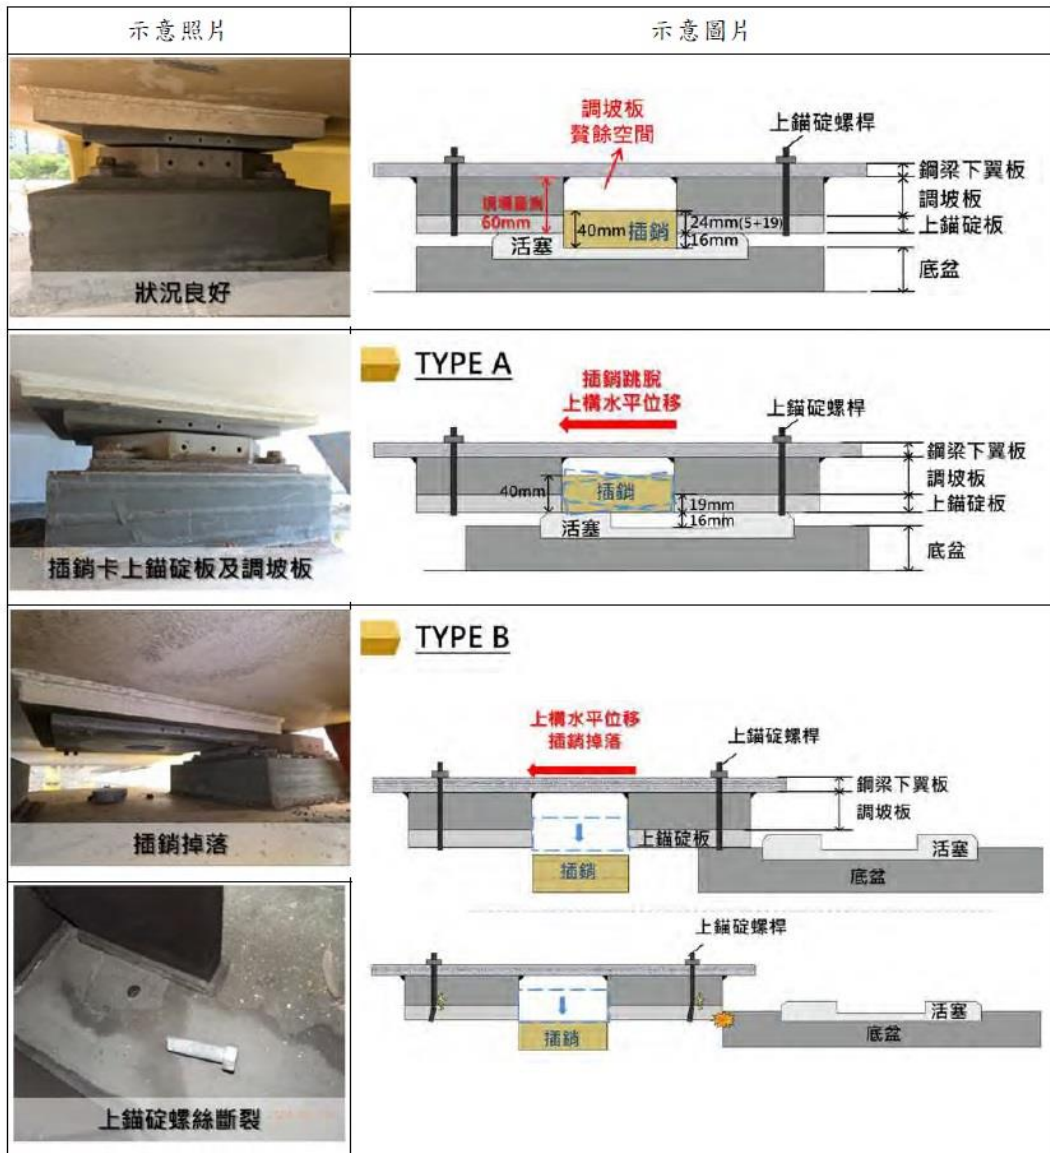 示意照片
示意圖片
狀況良好
調坡板
贅餘空間
上錨碇螺桿
鋼梁下翼板
調坡板
上錨碇板
底盆
60mm
40mm
插銷
24mm(5+19)
16mm
活塞
插銷卡上錨碇板及調坡板
TYPE A
插銷跳脫
上構水平位移
上錨碇螺桿
鋼梁下翼板
調坡板
上錨碇板
底盆
40mm
插銷
19mm
16mm
活塞
插銷掉落
TYPE B
上構水平位移
插銷掉落
上錨碇螺桿
鋼梁下翼板
調坡板
上錨碇板
插銷
活塞
底盆
上錨碇螺絲斷裂
上錨碇螺桿
插銷
活塞
底盆